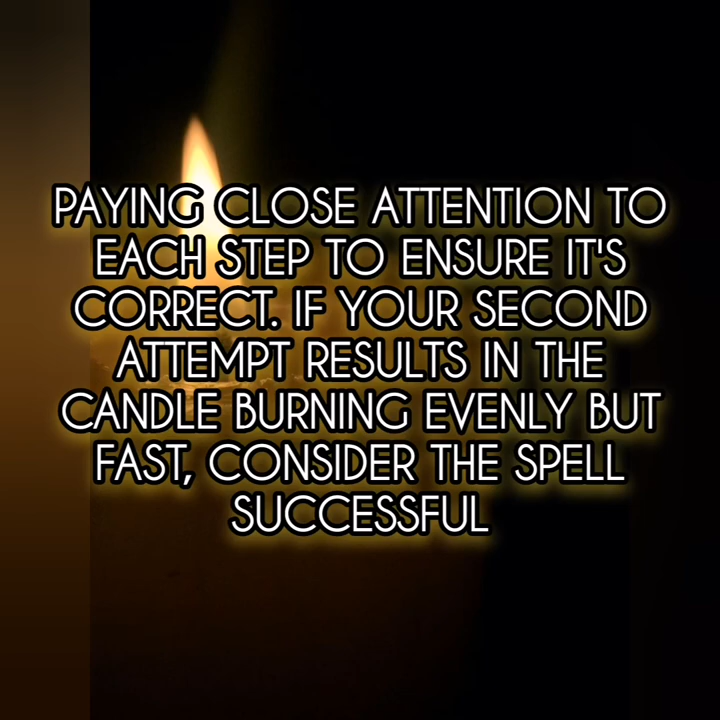 PAYING CLOSE ATTENTION TO
EACH STEP TO ENSURE IT'S
CORRECT. IF YOUR SECOND
ATTEMPT RESULTS IN THE
CANDLE BURNING EVENLY BUT
FAST, CONSIDER THE SPELL
SUCCESSFUL